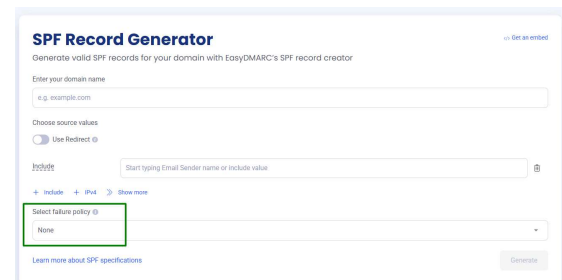 SPF Record Generator
</> Get an embed
Generate valid SPF records for your domain with EasyDMARC's SPF record creator
Enter your domain name
e.g. example.com
Choose source values
Use Redirect
Include
Start typing Email Sender name or include value
+ Include + IPv4 Show more
Select failure policy
None
Learn more about SPF specifications
Generate